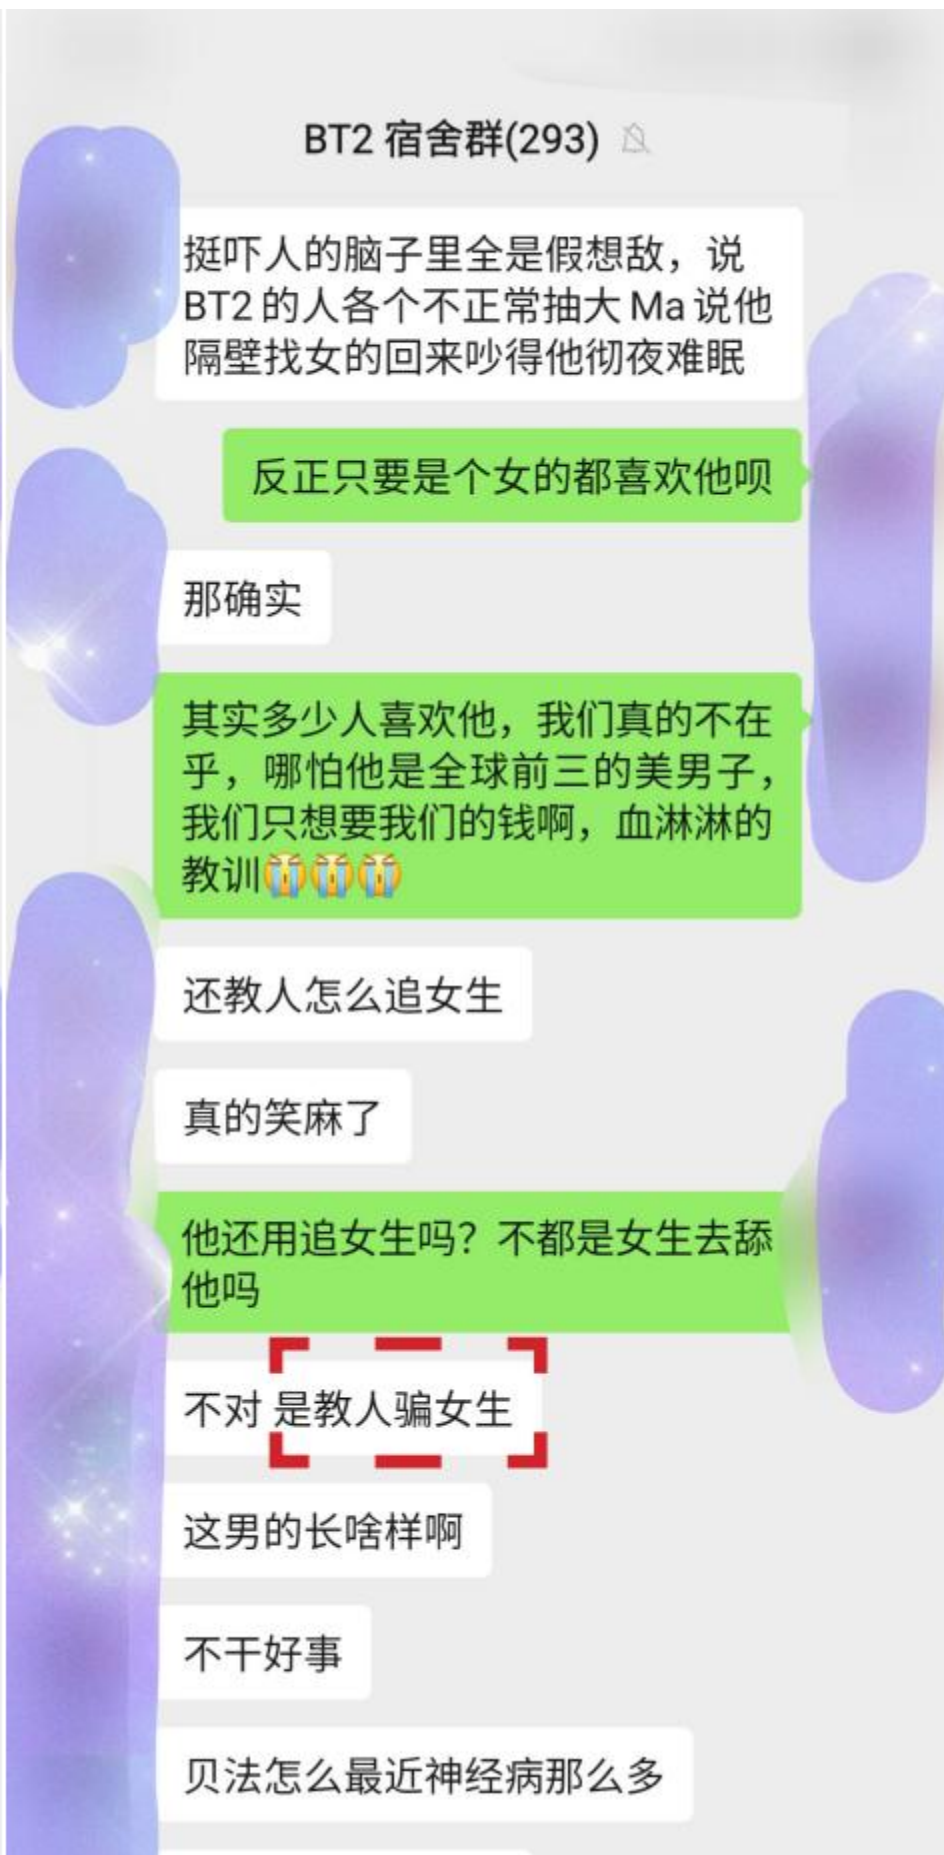 BT2 宿舍群(293)
挺吓人的脑子里全是假想敌，说
BT2 的人各个不正常抽大 Ma 说他
隔壁找女的回来吵得他彻夜难眠
反正只要是个女的都喜欢他呗
那确实
其实多少人喜欢他，我们真的不在
乎，哪怕他是全球前三的美男子，
我们只想要我们的钱啊，血淋淋的
教训😭😭😭
还教人怎么追女生
真的笑麻了
他还用追女生吗？不都是女生去舔
他吗
不对 是教人骗女生
这男的长啥样啊
不干好事
贝法怎么最近神经病那么多